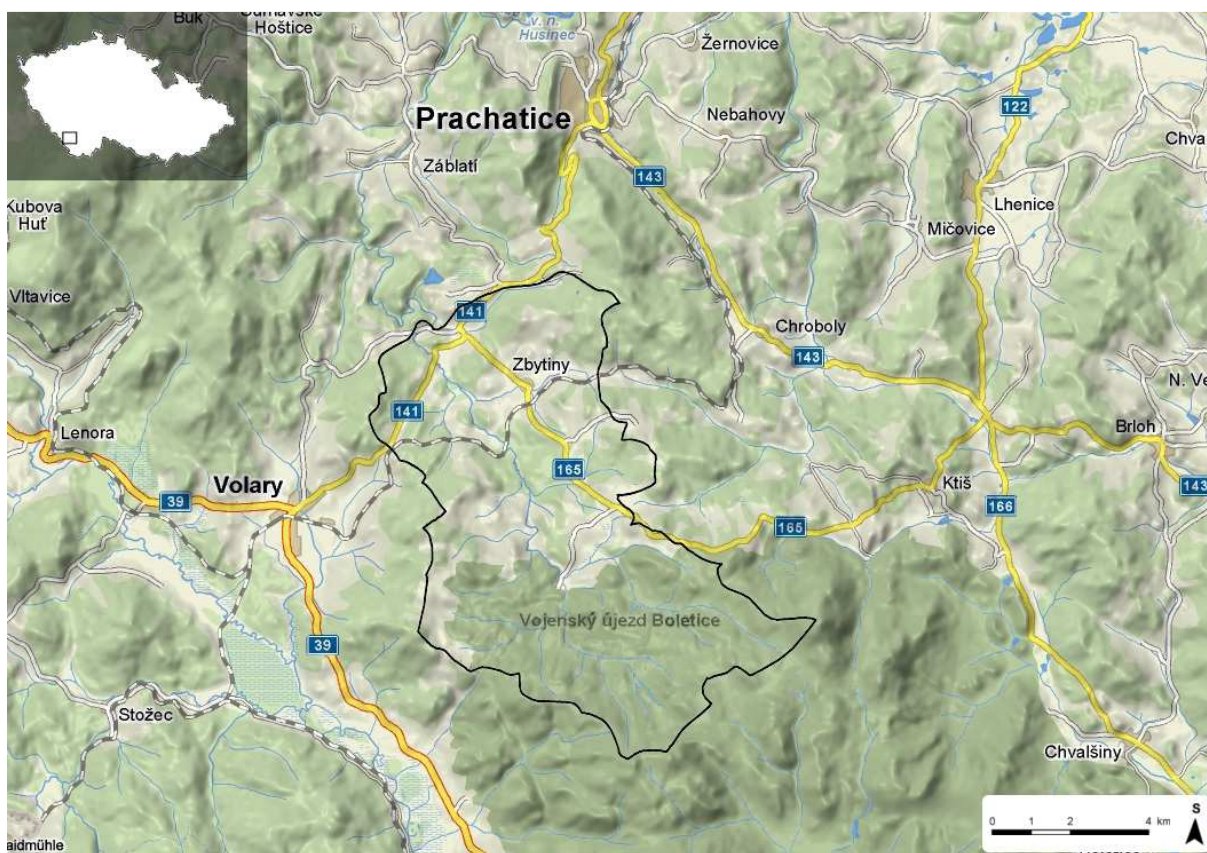 Buk
Hoštice
v. n.
Husinec
Žernovice
122
Prachatice
Nebahovy
Chva
Záblatí
143
Lhenice
Kubova
Huť
Mičovice
Vltavice
141
Chroboly
143
Zbytiny
N. Ve
141
Brloh
Lenora
Volary
165
Ktiš
143
39
166
165
Vojenský újezd Boletice
39
Stožec
Chvalšiny
S
0 1 2 4 km
aidmühle